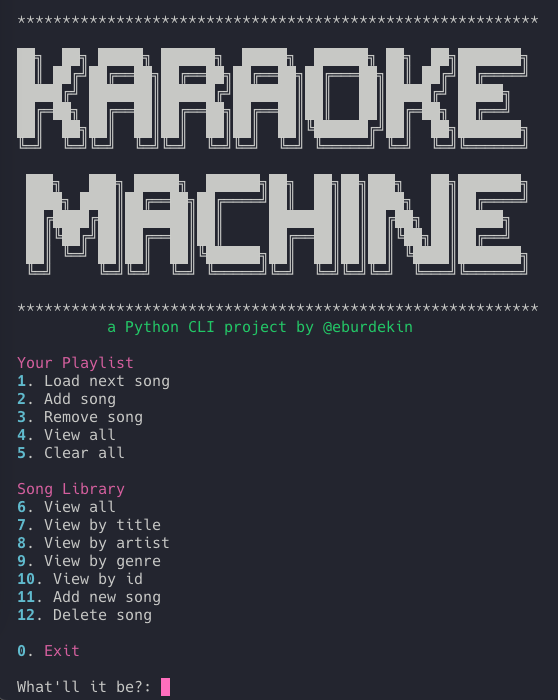 **********************************************************
KARAOKE
MACHINE
**********************************************************
a Python CLI project by @eburdekin
Your Playlist
1. Load next song
2. Add song
3. Remove song
4. View all
5. Clear all
Song Library
6. View all
7. View by title
8. View by artist
9. View by genre
10. View by id
11. Add new song
12. Delete song
0. Exit
What'll it be?: